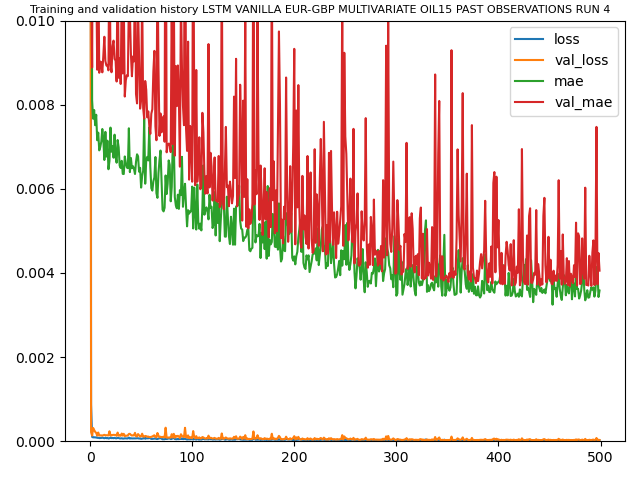 Training and validation history LSTM VANILLA EUR-GBP MULTIVARIATE OIL15 PAST OBSERVATIONS RUN 4
0.010
0.008
0.006
0.004
0.002
0.000
0 100 200 300 400 500
loss
val_loss
mae
val_mae